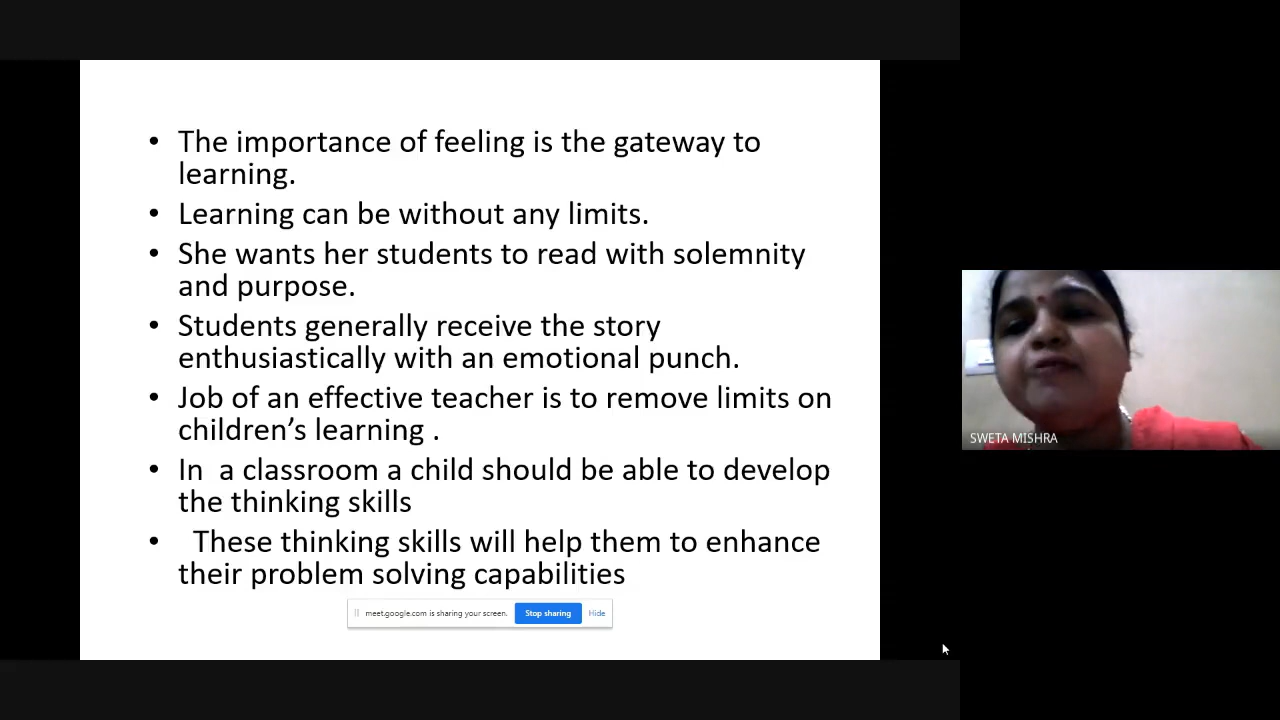 • The importance of feeling is the gateway to
learning.
• Learning can be without any limits.
• She wants her students to read with solemnity
and purpose.
• Students generally receive the story
enthusiastically with an emotional punch.
• Job of an effective teacher is to remove limits on
children’s learning .
• In  a classroom a child should be able to develop
the thinking skills
•   These thinking skills will help them to enhance
their problem solving capabilities
meet.google.com is sharing your screen. Stop sharing Hide
SWETA MISHRA